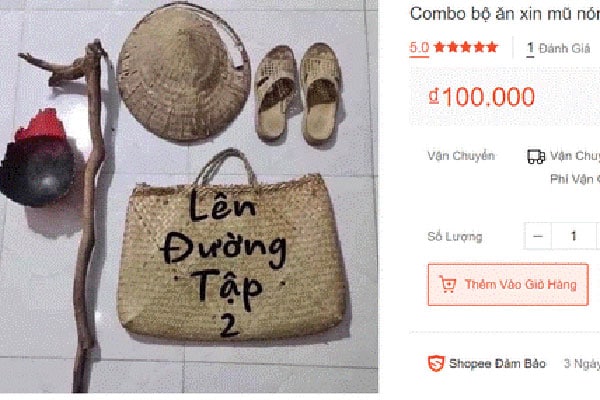 Combo bộ ăn xin mũ nón
5.0
1 Đánh Giá
₫100.000
Vận Chuyển
Vận Chuy
Phí Vận C
Số Lượng
1
Thêm Vào Giỏ Hàng
Shopee Đảm Bảo
3 Ngày
Lên
Đường
Tập
2